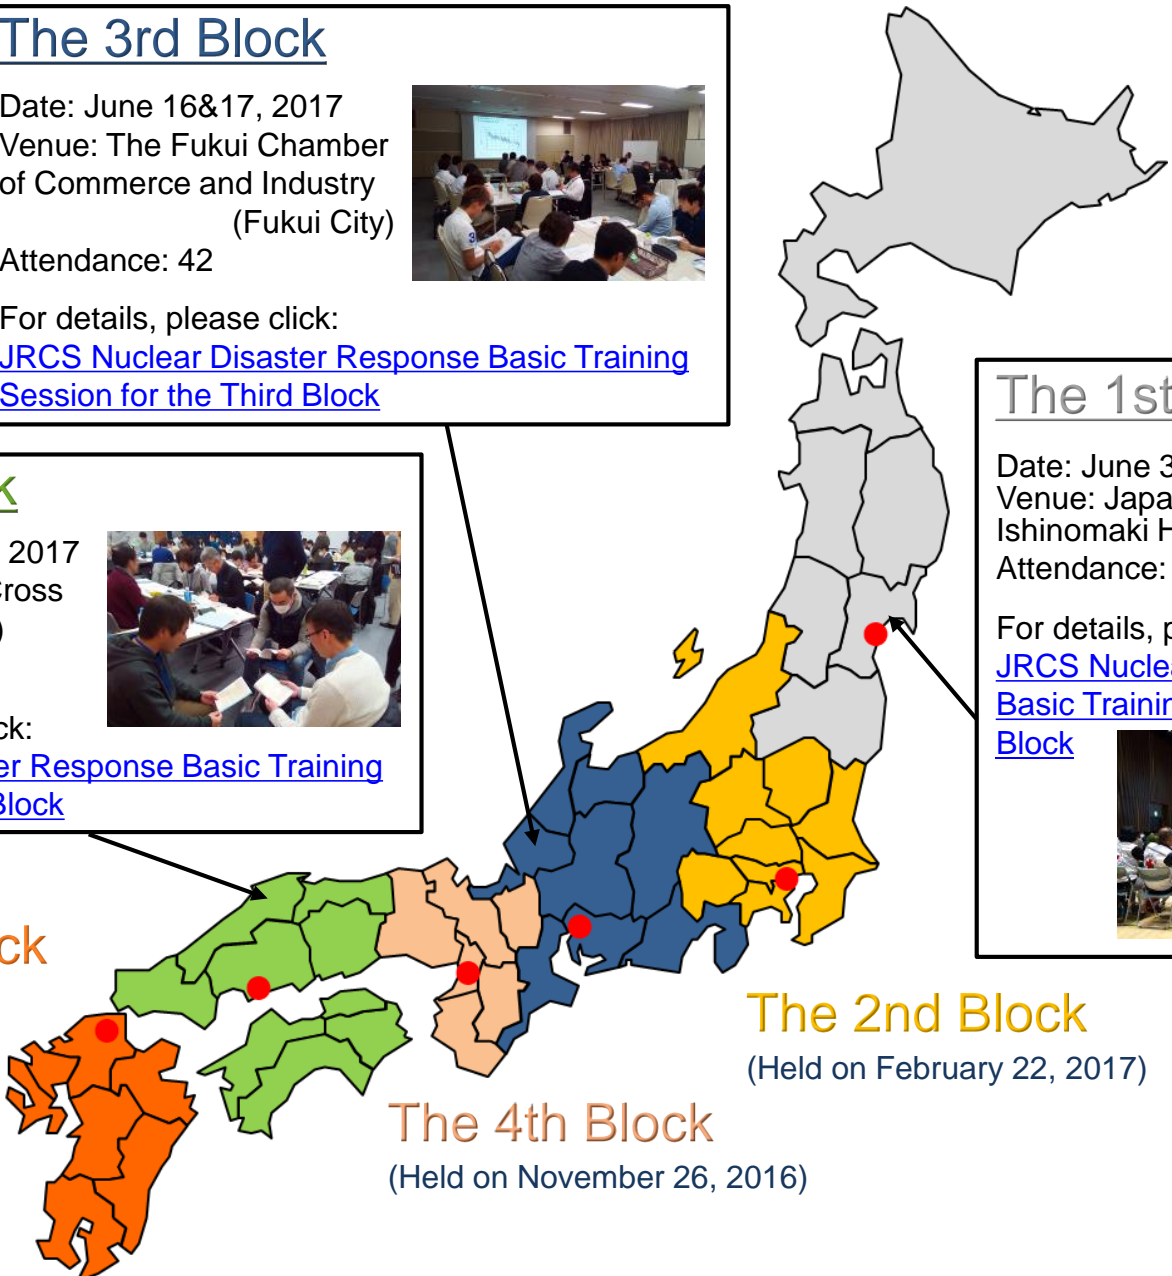 The 3rd Block
Date: June 16&17, 2017
Venue: The Fukui Chamber
of Commerce and Industry
(Fukui City)
Attendance: 42
For details, please click:
JRCS Nuclear Disaster Response Basic Training
Session for the Third Block
2017
Cross
)
ck:
er Response Basic Training
Block
ck
The 1st
Date: June 3
Venue: Japa
Ishinomaki H
Attendance:
For details, p
JRCS Nuclea
Basic Trainin
Block
The 2nd Block
(Held on February 22, 2017)
The 4th Block
(Held on November 26, 2016)